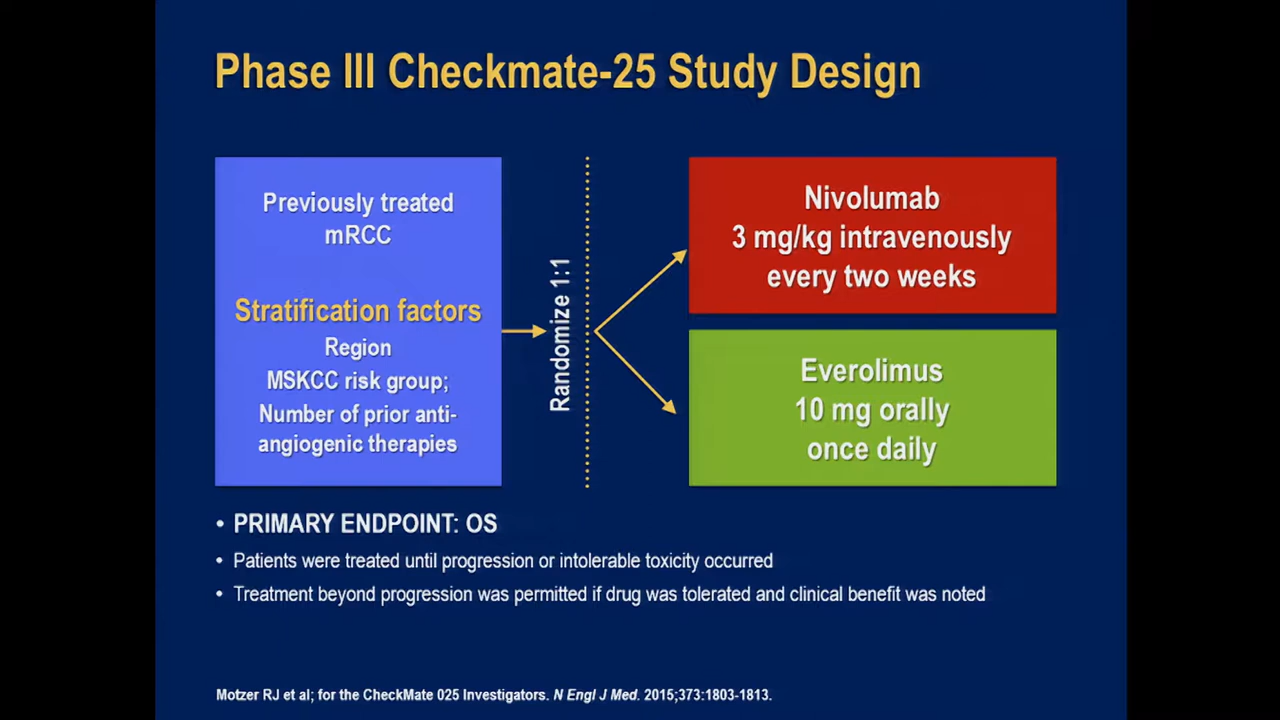 Phase III Checkmate-25 Study Design
Previously treated
mRCC
Stratification factors
Region
MSKCC risk group;
Number of prior anti-
angiogenic therapies
Randomize 1:1
Nivolumab
3 mg/kg intravenously
every two weeks
Everolimus
10 mg orally
once daily
• PRIMARY ENDPOINT: OS
• Patients were treated until progression or intolerable toxicity occurred
• Treatment beyond progression was permitted if drug was tolerated and clinical benefit was noted
Motzer RJ et al; for the CheckMate 025 Investigators. N Engl J Med. 2015;373:1803-1813.